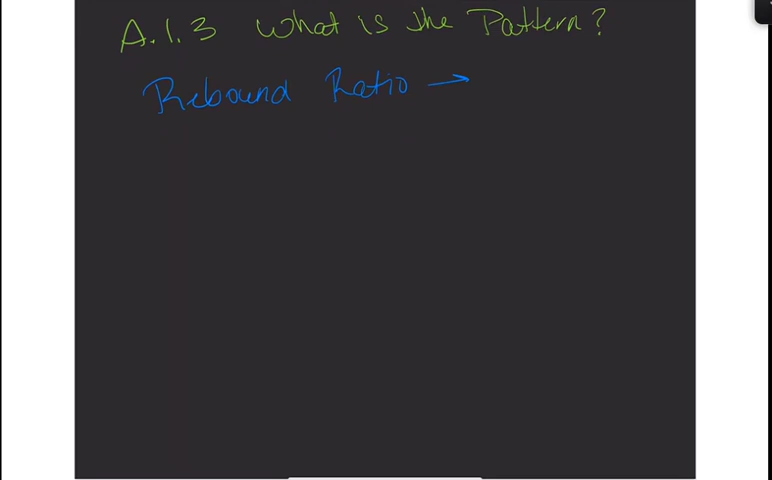 A.1.3 What is the Pattern?
Rebound Ratio →